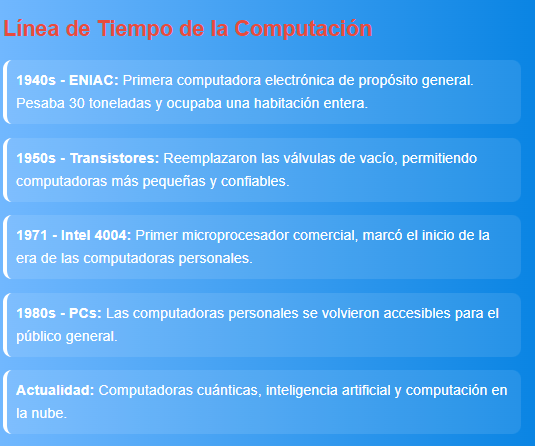 Línea de Tiempo de la Computación
1940s - ENIAC: Primera computadora electrónica de propósito general.
Pesaba 30 toneladas y ocupaba una habitación entera.
1950s - Transistores: Reemplazaron las válvulas de vacío, permitiendo
computadoras más pequeñas y confiables.
1971 - Intel 4004: Primer microprocesador comercial, marcó el inicio de la
era de las computadoras personales.
1980s - PCs: Las computadoras personales se volvieron accesibles para el
público general.
Actualidad: Computadoras cuánticas, inteligencia artificial y computación en
la nube.